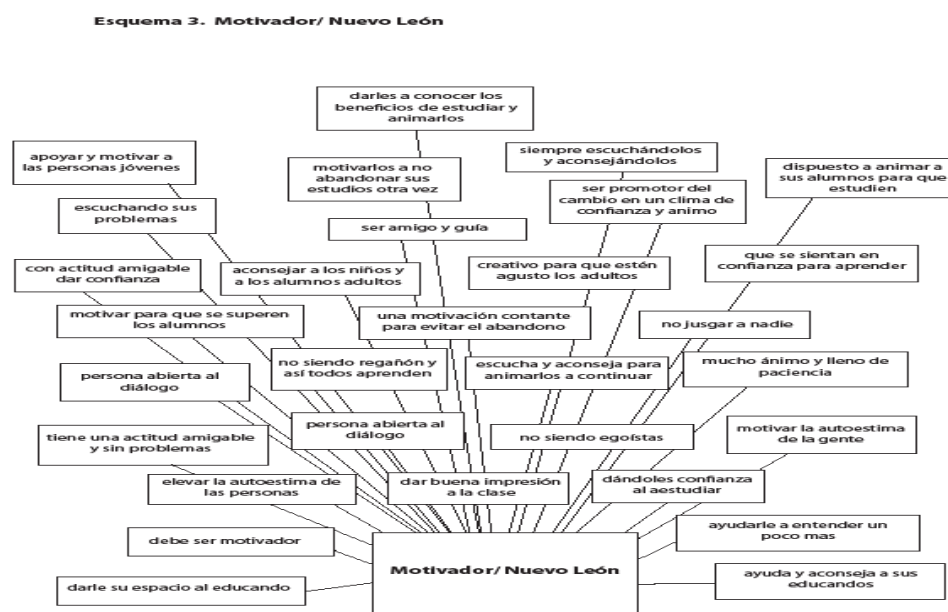 Esquema 3. Motivador/ Nuevo León
darles a conocer los
beneficios de estudiar y
animarlos
apoyar y motivar a
las personas jóvenes
motivarlos a no
abandonar sus
estudios otra vez
siempre escuchándolos
y aconsejándolos
dispuesto a animar a
sus alumnos para que
estudien
escuchando sus
problemas
ser amigo y guía
ser promotor del
cambio en un clima de
confianza y animo
con actitud amigable
dar confianza
aconsejar a los niños y
a los alumnos adultos
creativo para que estén
agusto los adultos
que se sientan en
confianza para aprender
motivar para que se superen
los alumnos
una motivación contante
para evitar el abandono
no jusgar a nadie
persona abierta al
diálogo
no siendo regañón y
así todos aprenden
escucha y aconseja para
animarlos a continuar
mucho ánimo y lleno de
paciencia
tiene una actitud amigable
y sin problemas
persona abierta al
diálogo
no siendo egoístas
motivar la autoestima
de la gente
elevar la autoestima de
las personas
dar buena impresión
a la clase
dándoles confianza
al aestudiar
debe ser motivador
ayudarle a entender un
poco mas
darle su espacio al educando
Motivador/ Nuevo León
ayuda y aconseja a sus
educandos